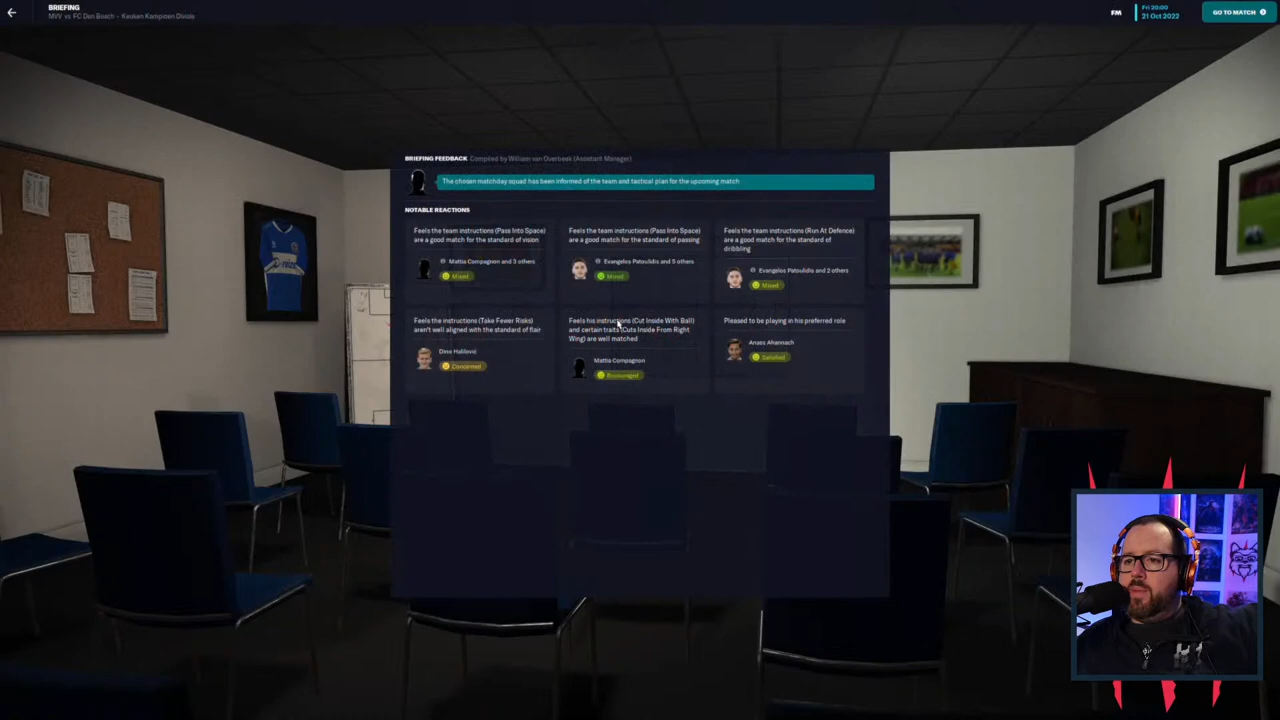 BRIEFING
MVV vs FC Den Bosch - Keuken Kampioen Divisie
FM
Fri 20:00
21 Oct 2022
GO TO MATCH
BRIEFING FEEDBACK Compiled by William van Overbeek (Assistant Manager)
The chosen matchday squad has been informed of the team and tactical plan for the upcoming match
NOTABLE REACTIONS
Feels the team instructions (Pass Into Space)
are a good match for the standard of vision
Mattia Compagnon and 3 others
Mixed
Feels the team instructions (Pass Into Space)
are a good match for the standard of passing
Evangelos Patoulidis and 5 others
Mixed
Feels the team instructions (Run At Defence)
are a good match for the standard of
dribbling
Evangelos Patoulidis and 2 others
Mixed
Feels the instructions (Take Fewer Risks)
aren't well aligned with the standard of flair
Dino Halilović
Concerned
Feels his instructions (Cut Inside With Ball)
and certain traits (Cuts Inside From Right
Wing) are well matched
Mattia Compagnon
Encouraged
Pleased to be playing in his preferred role
Anass Ahannach
Satisfied